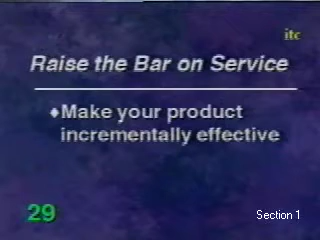 itc
Raise the Bar on Service
♦Make your product
incrementally effective
29
Section 1